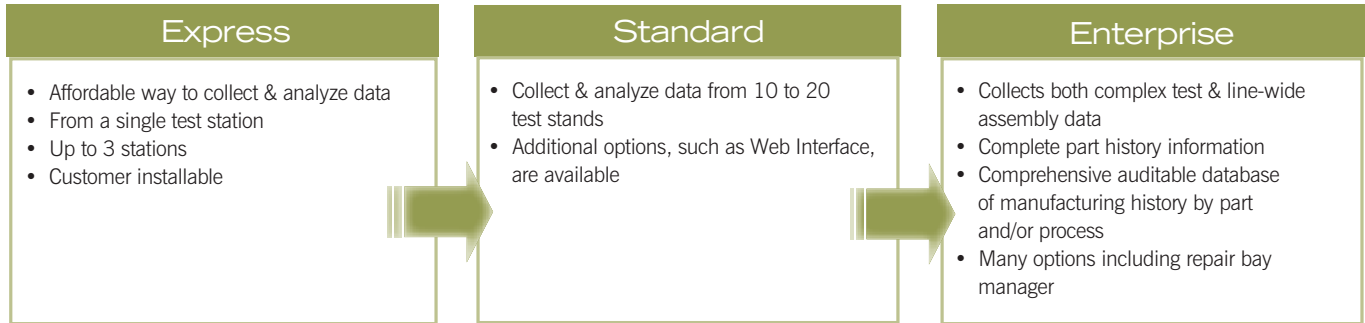 Express
• Affordable way to collect & analyze data
• From a single test station
• Up to 3 stations
• Customer installable
Standard
• Collect & analyze data from 10 to 20
test stands
• Additional options, such as Web Interface,
are available
Enterprise
• Collects both complex test & line-wide
assembly data
• Complete part history information
• Comprehensive auditable database
of manufacturing history by part
and/or process
• Many options including repair bay
manager